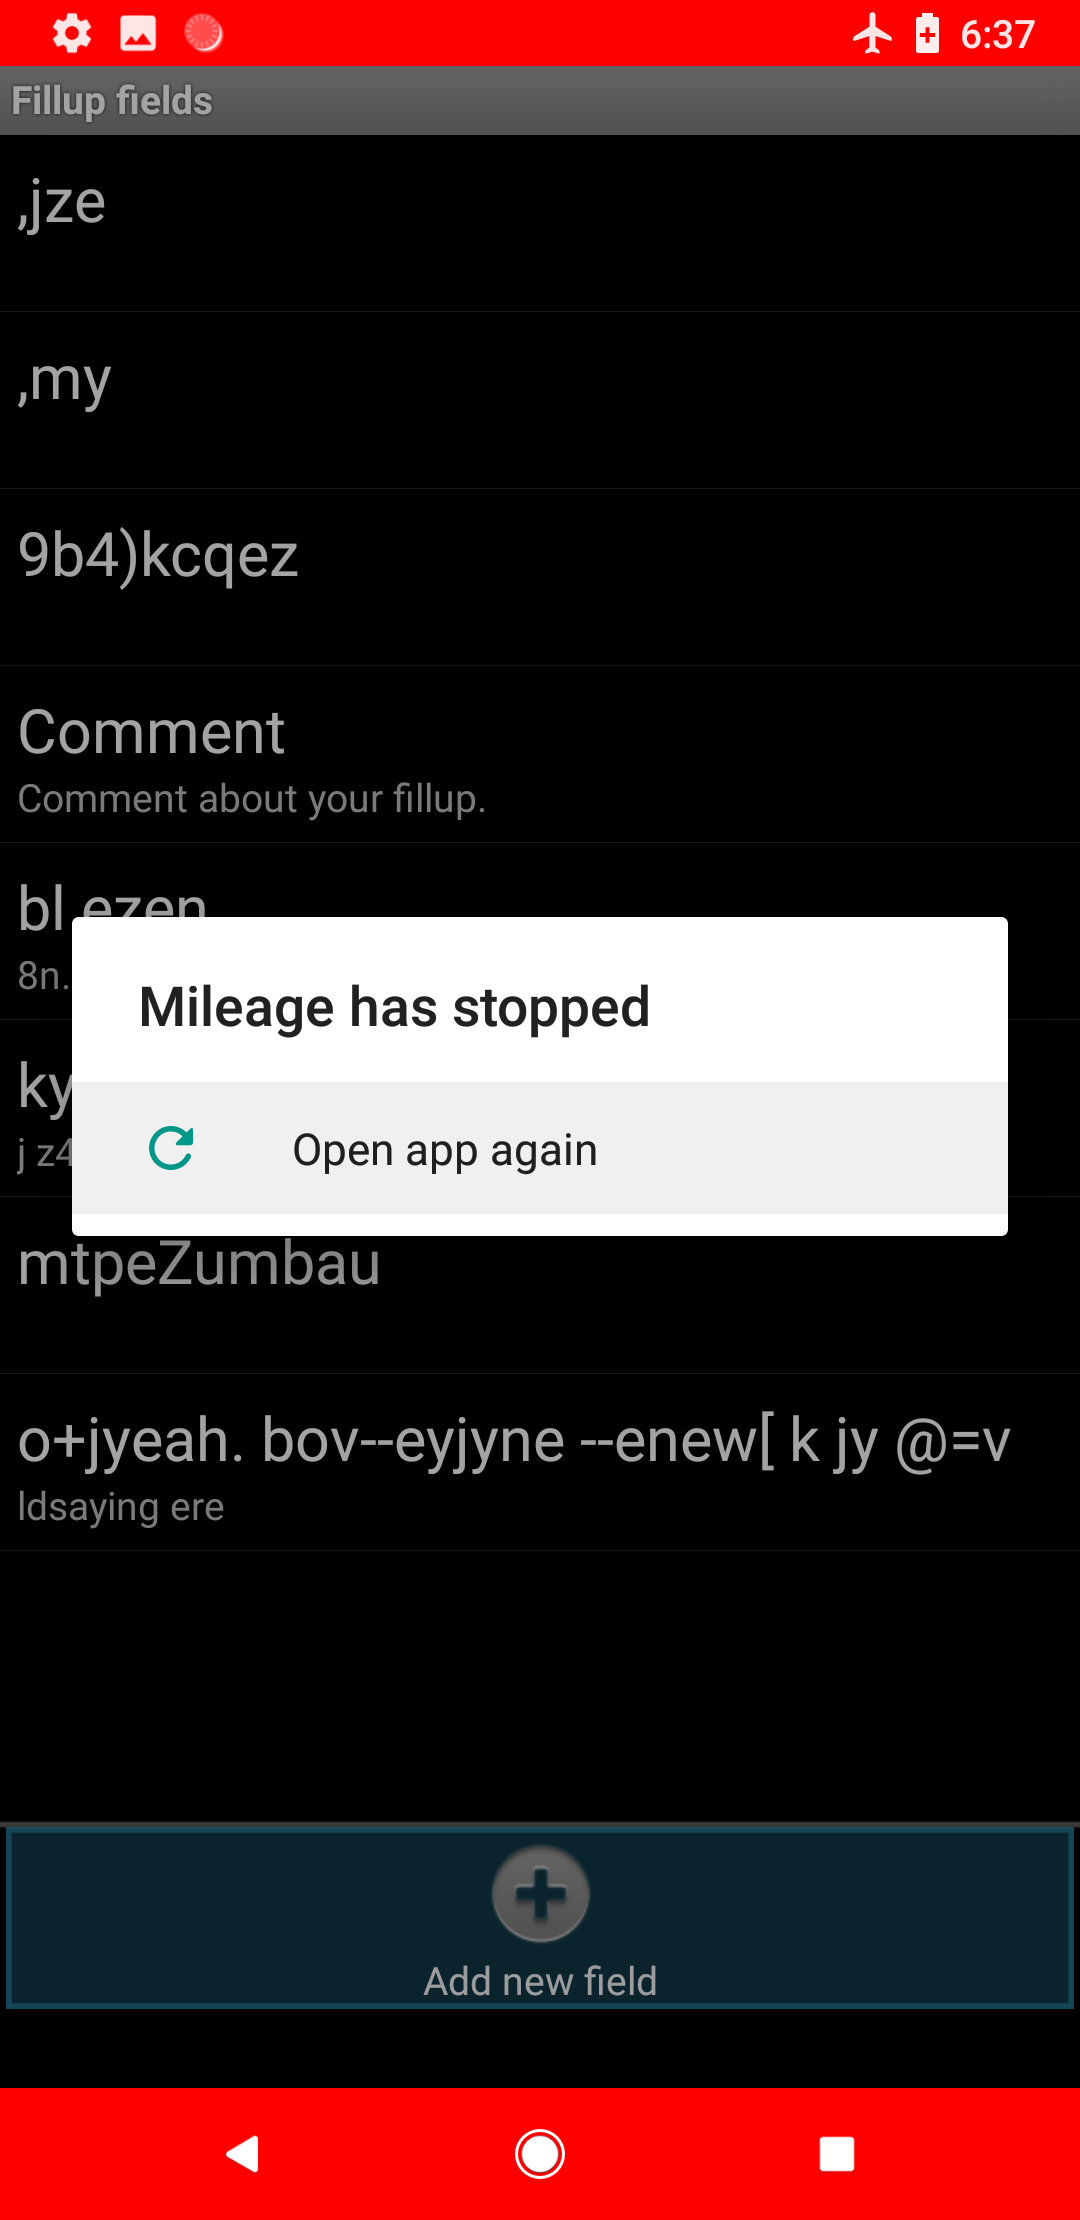 6:37
Fillup fields
,jze
,my
9b4)kcqez
Comment
Comment about your fillup.
bl ezen
8n.
Mileage has stopped
ky
j z4
Open app again
mtpeZumbau
o+jyeah. bov--eyjyne --enew[ k jy @=v
ldsaying ere
Add new field